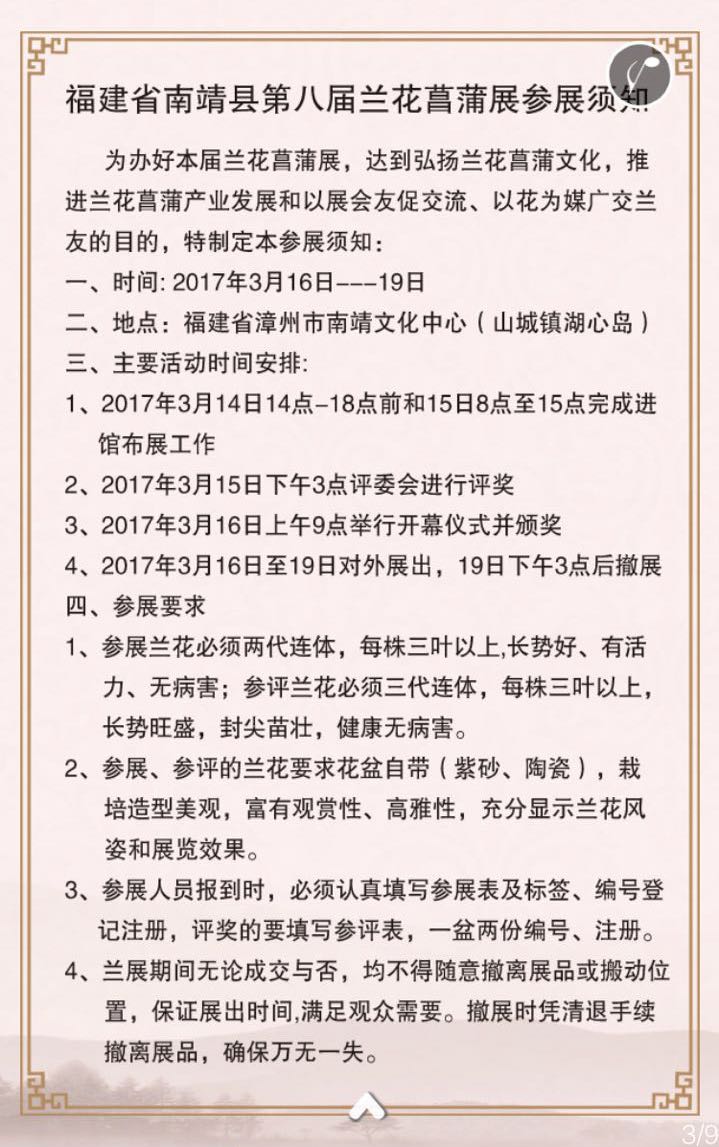 福建省南靖县第八届兰花菖蒲展参展须知
为办好本届兰花菖蒲展，达到弘扬兰花菖蒲文化，推
进兰花菖蒲产业发展和以展会友促交流、以花为媒广交兰
友的目的，特制定本参展须知：
一、时间: 2017年3月16日---19日
二、地点：福建省漳州市南靖文化中心（山城镇湖心岛）
三、主要活动时间安排:
1、2017年3月14日14点-18点前和15日8点至15点完成进
馆布展工作
2、2017年3月15日下午3点评委会进行评奖
3、2017年3月16日上午9点举行开幕仪式并颁奖
4、2017年3月16日至19日对外展出，19日下午3点后撤展
四、参展要求
1、参展兰花必须两代连体，每株三叶以上,长势好、有活
力、无病害；参评兰花必须三代连体，每株三叶以上，
长势旺盛，封尖苗壮，健康无病害。
2、参展、参评的兰花要求花盆自带（紫砂、陶瓷），栽
培造型美观，富有观赏性、高雅性，充分显示兰花风
姿和展览效果。
3、参展人员报到时，必须认真填写参展表及标签、编号登
记注册，评奖的要填写参评表，一盆两份编号、注册。
4、兰展期间无论成交与否，均不得随意撤离展品或搬动位
置，保证展出时间,满足观众需要。撤展时凭清退手续
撤离展品，确保万无一失。
3/9